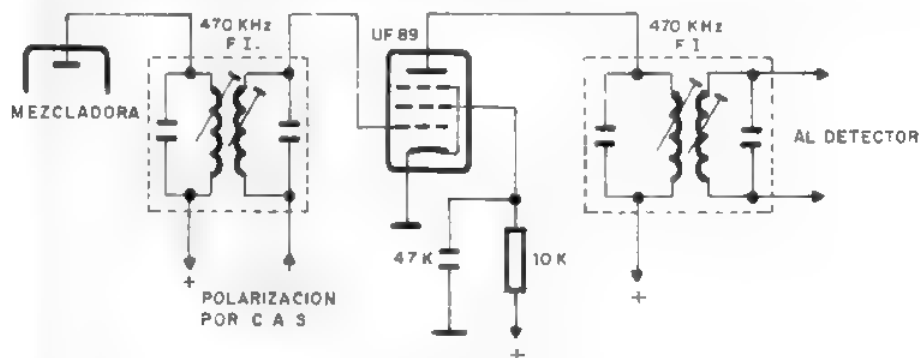 470 KHz
F I.
UF 89
470 KHz
F I
MEZCLADORA
AL DETECTOR
47 K
10 K
+
POLARIZACION
POR C A S
+
+